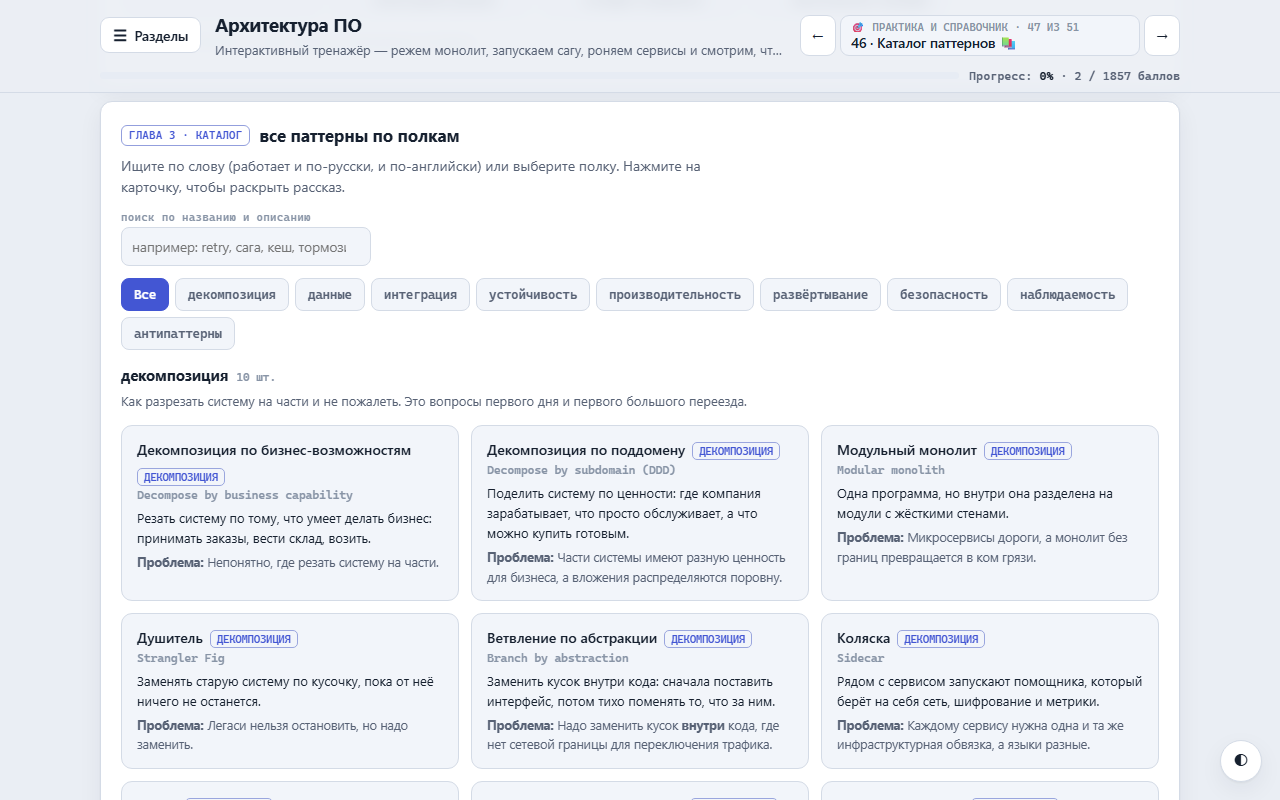 ☰ Разделы
Архитектура ПО
Интерактивный тренажёр — режем монолит, запускаем сагу, роняем сервисы и смотрим, чт...
←
🎯 ПРАКТИКА И СПРАВОЧНИК · 47 ИЗ 51
46 · Каталог паттернов 📚
→
Прогресс: 0% · 2 / 1857 баллов
ГЛАВА 3 · КАТАЛОГ все паттерны по полкам
Ищите по слову (работает и по-русски, и по-английски) или выберите полку. Нажмите на
карточку, чтобы раскрыть рассказ.
поиск по названию и описанию
например: retry, сага, кеш, тормози
Все декомпозиция данные интеграция устойчивость производительность развёртывание безопасность наблюдаемость
антипаттерны
декомпозиция 10 шт.
Как разрезать систему на части и не пожалеть. Это вопросы первого дня и первого большого переезда.
Декомпозиция по бизнес-возможностям
ДЕКОМПОЗИЦИЯ
Decompose by business capability
Резать систему по тому, что умеет делать бизнес:
принимать заказы, вести склад, возить.
Проблема: Непонятно, где резать систему на части.
Декомпозиция по поддомену ДЕКОМПОЗИЦИЯ
Decompose by subdomain (DDD)
Поделить систему по ценности: где компания
зарабатывает, что просто обслуживает, а что
можно купить готовым.
Проблема: Части системы имеют разную ценность
для бизнеса, а вложения распределяются поровну.
Модульный монолит ДЕКОМПОЗИЦИЯ
Modular monolith
Одна программа, но внутри она разделена на
модули с жёсткими стенами.
Проблема: Микросервисы дороги, а монолит без
границ превращается в ком грязи.
Душитель ДЕКОМПОЗИЦИЯ
Strangler Fig
Заменять старую систему по кусочку, пока от неё
ничего не останется.
Проблема: Легаси нельзя остановить, но надо
заменить.
Ветвление по абстракции ДЕКОМПОЗИЦИЯ
Branch by abstraction
Заменить кусок внутри кода: сначала поставить
интерфейс, потом тихо поменять то, что за ним.
Проблема: Надо заменить кусок внутри кода, где
нет сетевой границы для переключения трафика.
Коляска ДЕКОМПОЗИЦИЯ
Sidecar
Рядом с сервисом запускают помощника, который
берёт на себя сеть, шифрование и метрики.
Проблема: Каждому сервису нужна одна и та же
инфраструктурная обвязка, а языки разные.